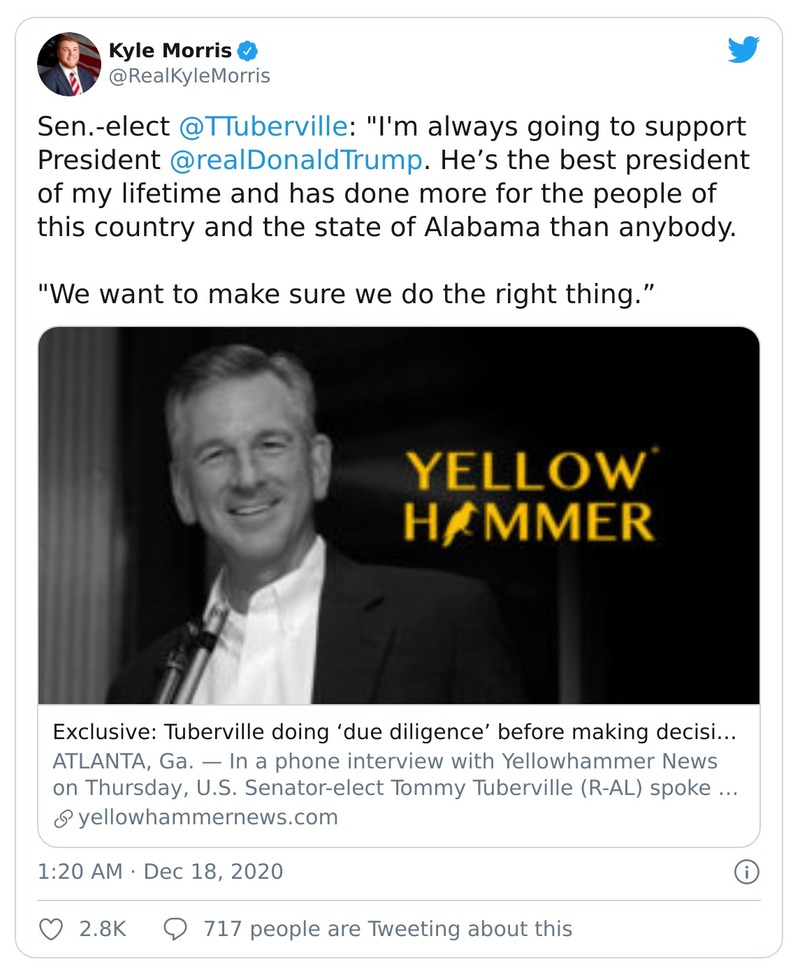 Kyle Morris
@RealKyleMorris
Sen.-elect @TTuberville: "I'm always going to support
President @realDonaldTrump. He’s the best president
of my lifetime and has done more for the people of
this country and the state of Alabama than anybody.
"We want to make sure we do the right thing.”
YELLOW
HAMMER
Exclusive: Tuberville doing ‘due diligence’ before making decisi…
ATLANTA, Ga. — In a phone interview with Yellowhammer News
on Thursday, U.S. Senator-elect Tommy Tuberville (R-AL) spoke …
yellowhammernews.com
1:20 AM · Dec 18, 2020
2.8K
717 people are Tweeting about this